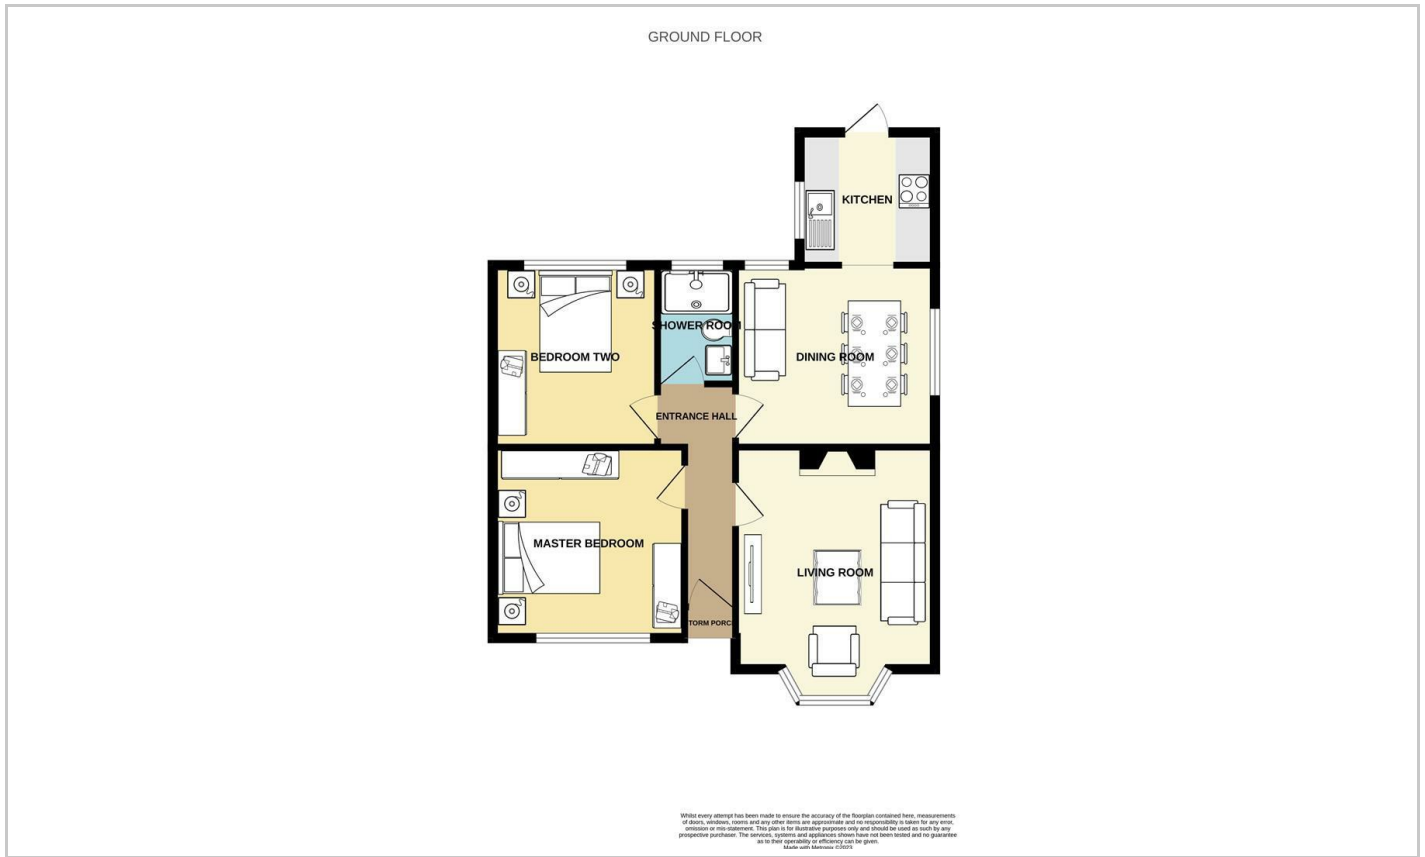 GROUND FLOOR
KITCHEN
SHOWER ROOM
BEDROOM TWO
DINING ROOM
ENTRANCE HALL
MASTER BEDROOM
LIVING ROOM
TORM PORC
Whilst every attempt has been made to ensure the accuracy of the floorplan contained here, measurements
of doors, windows, rooms and any other items are approximate and no responsibility is taken for any error,
omission or mis-statement. This plan is for illustrative purposes only and should be used as such by any
prospective purchaser. The services, systems and appliances shown have not been tested and no guarantee
as to their operability or efficiency can be given.
Made with Metropix ©2023